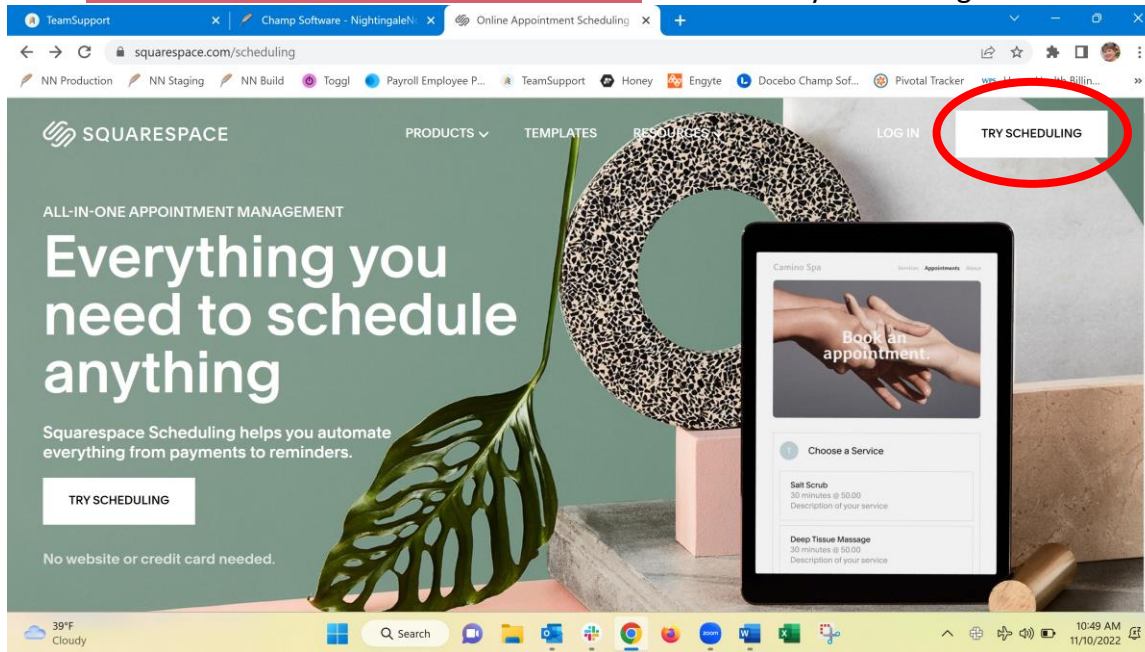 TeamSupport
Champ Software - NightingaleN
Online Appointment Scheduling
squarespace.com/scheduling
NN Production
NN Staging
NN Build
Toggl
Payroll Employee P...
TeamSupport
Honey
Engyte
Docebo Champ Sof...
Pivotal Tracker
SQUARESPACE
PRODUCTS
TEMPLATES
RESOURCES
LOG IN
TRY SCHEDULING
ALL-IN-ONE APPOINTMENT MANAGEMENT
Everything you
need to schedule
anything
Squarespace Scheduling helps you automate
everything from payments to reminders.
TRY SCHEDULING
No website or credit card needed.
Camino Spa
Services Appointments About
Book an
appointment.
1 Choose a Service
Salt Scrub
30 minutes @ 50.00
Description of your service
Deep Tissue Massage
30 minutes @ 50.00
Description of your service
39°F
Cloudy
Search
zoom
10:49 AM
11/10/2022